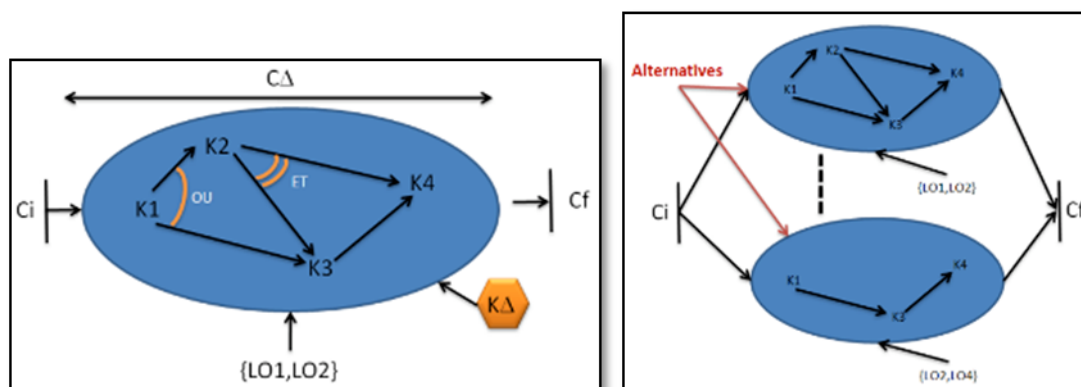 CΔ
K2
K4
OU
ET
K1
Ci
Cf
K3
KΔ
{LO1,LO2}
Alternatives
K2
K4
K1
K3
{LO1,LO2}
Ci
Cf
K4
K1
K3
{LO2,LO4}